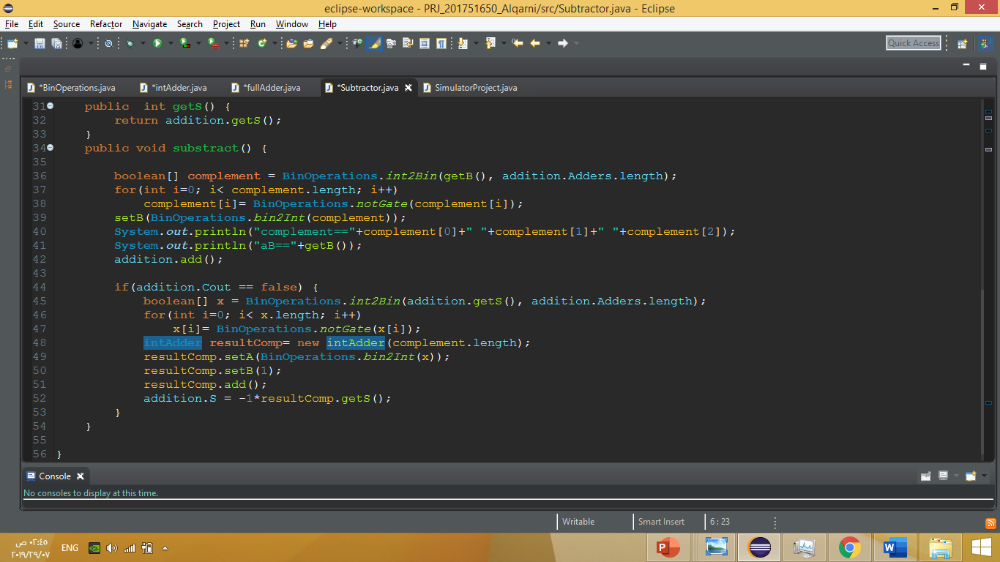 eclipse-workspace - PRJ_201751650_Alqarni/src/Subtractor.java - Eclipse
File Edit Source Refactor Navigate Search Project Run Window Help
Quick Access
*BinOperations.java *intAdder.java *fullAdder.java *Subtractor.java SimulatorProject.java
31 public  int getS() {
32 return addition.getS();
33 }
34 public void substract() {
35
36 boolean[] complement = BinOperations.int2Bin(getB(), addition.Adders.length);
37 for(int i=0; i< complement.length; i++)
38 complement[i]= BinOperations.notGate(complement[i]);
39 setB(BinOperations.bin2Int(complement));
40 System.out.println("complement=="+complement[0]+" "+complement[1]+" "+complement[2]);
41 System.out.println("aB=="+getB());
42 addition.add();
43
44 if(addition.Cout == false) {
45 boolean[] x = BinOperations.int2Bin(addition.getS(), addition.Adders.length);
46 for(int i=0; i< x.length; i++)
47 x[i]= BinOperations.notGate(x[i]);
48 intAdder resultComp= new intAdder(complement.length);
49 resultComp.setA(BinOperations.bin2Int(x));
50 resultComp.setB(1);
51 resultComp.add();
52 addition.S = -1*resultComp.getS();
53 }
54 }
55
56 }
Console
No consoles to display at this time.
Writable Smart Insert 6 : 23
ENG
٠٢:٤٥ ص
٢٠١٩/٢٩/٠٧